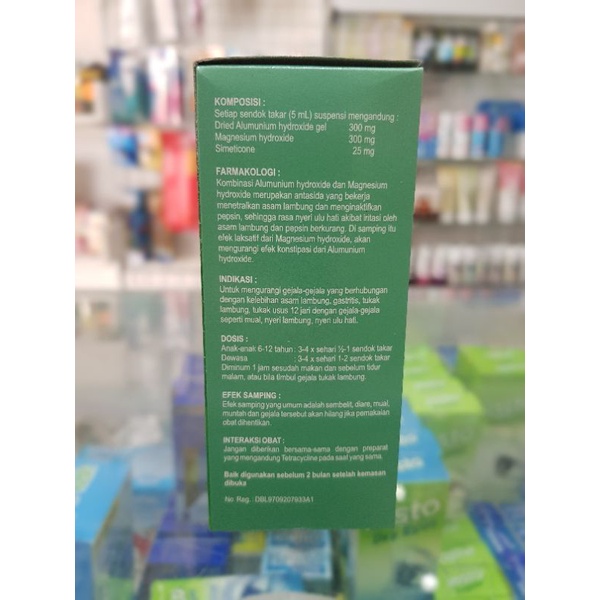 KOMPOSISI :
Setiap sendok takar (5 mL) suspensi mengandung :
Dried Alumunium hydroxide gel 300 mg
Magnesium hydroxide 300 mg
Simeticone 25 mg
FARMAKOLOGI :
Kombinasi Alumunium hydroxide dan Magnesium
hydroxide merupakan antasida yang bekerja
menetralkan asam lambung dan menginaktifkan
pepsin, sehingga rasa nyeri ulu hati akibat iritasi oleh
asam lambung dan pepsin berkurang. Di samping itu
efek laksatif dari Magnesium hydroxide, akan
mengurangi efek konstipasi dari Alumunium
hydroxide.
INDIKASI :
Untuk mengurangi gejala-gejala yang berhubungan
dengan kelebihan asam lambung, gastritis, tukak
lambung, tukak usus 12 jari dengan gejala-gejala
seperti mual, nyeri lambung, nyeri ulu hati.
DOSIS :
Anak-anak 6-12 tahun : 3-4 x sehari ½-1 sendok takar
Dewasa : 3-4 x sehari 1-2 sendok takar
Diminum 1 jam sesudah makan dan sebelum tidur
malam, atau bila timbul gejala tukak lambung.
EFEK SAMPING :
Efek samping yang umum adalah sembelit, diare, mual,
muntah dan gejala tersebut akan hilang jika pemakaian
obat dihentikan.
INTERAKSI OBAT :
Jangan diberikan bersama-sama dengan preparat
yang mengandung Tetracycline pada saat yang sama.
Baik digunakan sebelum 2 bulan setelah kemasan
dibuka
No Reg. : DBL9709207933A1